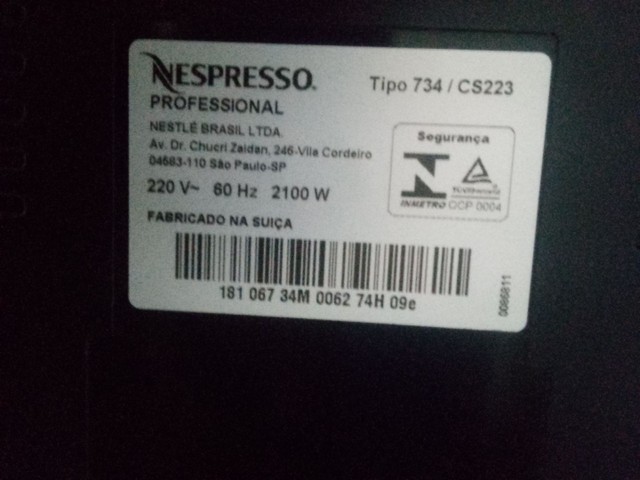 NESPRESSO.
PROFESSIONAL
Tipo 734 / CS223
NESTLÉ BRASIL LTDA.
Av. Dr. Chucri Zaidan, 246-Vila Cordeiro
04583-110 São Paulo-SP
220 V~ 60 Hz 2100 W
FABRICADO NA SUIÇA
Segurança
INMETRO OCP 0004
181 067 34M 0062 74H 09e
0086811